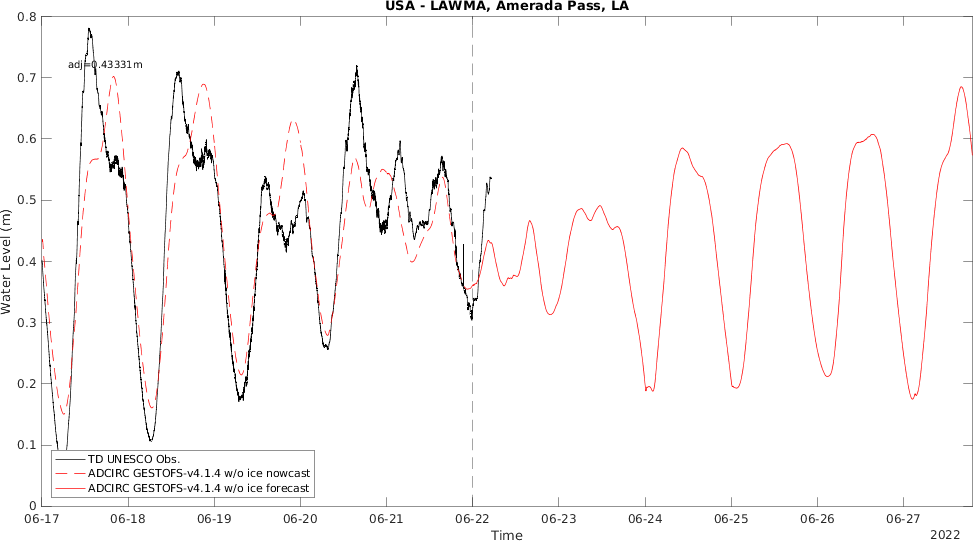 USA - LAWMA, Amerada Pass, LA
0.8
adj=0.43331m
0.7
0.6
0.5
0.4
0.3
0.2
0.1
0
Water Level (m)
TD UNESCO Obs.
ADCIRC GESTOFS-v4.1.4 w/o ice nowcast
ADCIRC GESTOFS-v4.1.4 w/o ice forecast
06-17 06-18 06-19 06-20 06-21 06-22 06-23 06-24 06-25 06-26 06-27
Time
2022